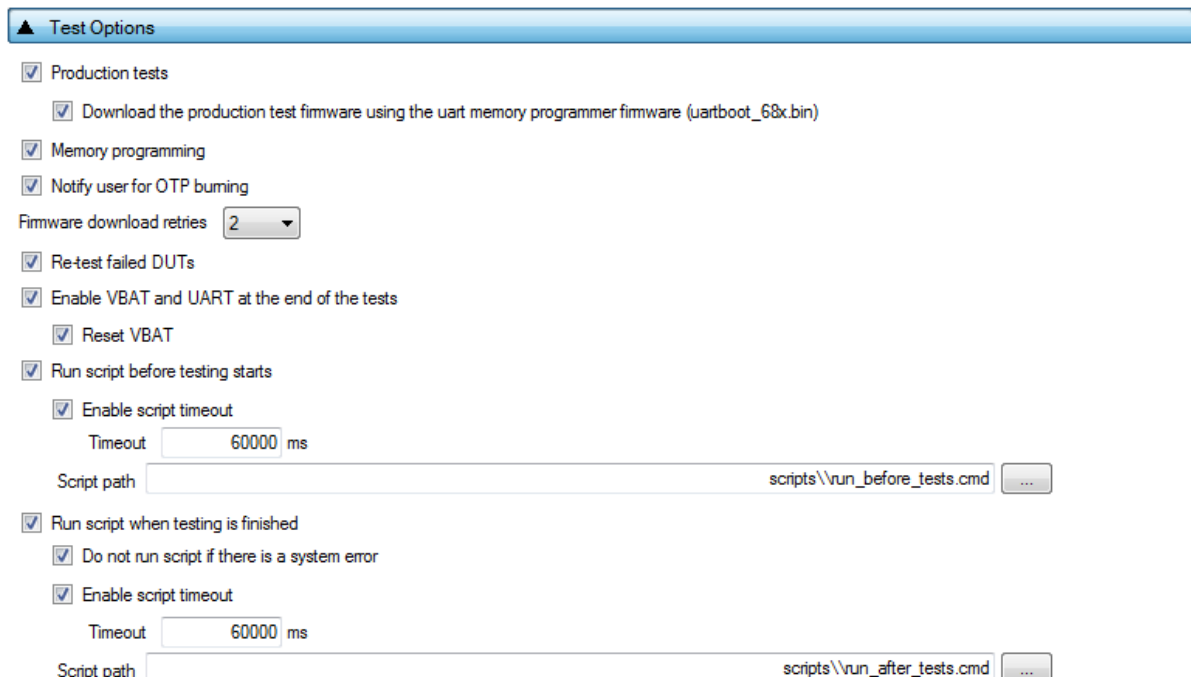 Test Options
Production tests
Download the production test firmware using the uart memory programmer firmware (uartboot_68x.bin)
Memory programming
Notify user for OTP burning
Firmware download retries 2
Re-test failed DUTs
Enable VBAT and UART at the end of the tests
Reset VBAT
Run script before testing starts
Enable script timeout
Timeout 60000 ms
Script path scripts\\run_before_tests.cmd ...
Run script when testing is finished
Do not run script if there is a system error
Enable script timeout
Timeout 60000 ms
Script path scripts\\run_after_tests.cmd ...